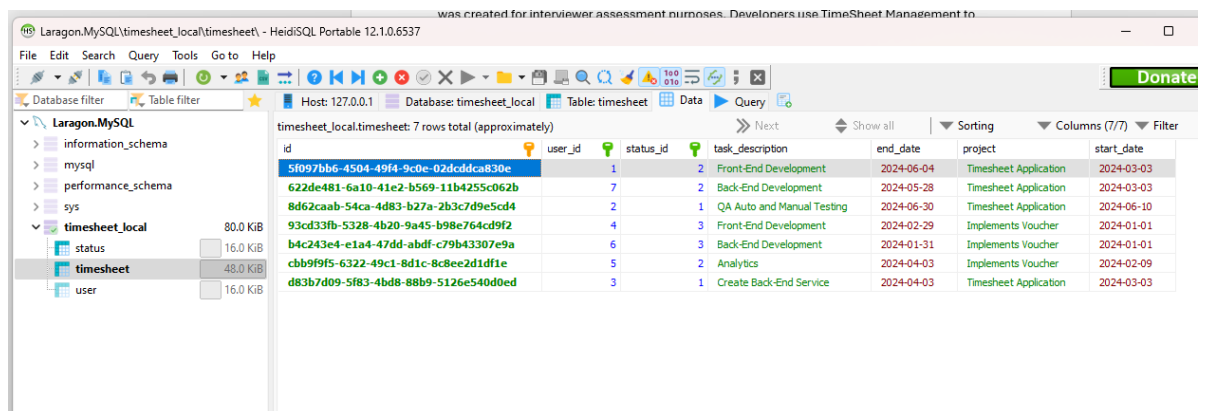 was created for interviewer assessment purposes. Developers use TimeSheet Management to
Laragon.MySQL\timesheet_local\timesheet\ - HeidiSQL Portable 12.1.0.6537
File Edit Search Query Tools Go to Help
Donate
Database filter Table filter Host: 127.0.0.1 Database: timesheet_local Table: timesheet Data Query
Laragon.MySQL
information_schema
mysql
performance_schema
sys
timesheet_local 80.0 KiB
status 16.0 KiB
timesheet 48.0 KiB
user 16.0 KiB
timesheet_local.timesheet: 7 rows total (approximately) Next Show all Sorting Columns (7/7) Filter
id user_id status_id task_description end_date project start_date
5f097bb6-4504-49f4-9c0e-02dcddca830e 1 2 Front-End Development 2024-06-04 Timesheet Application 2024-03-03
622de481-6a10-41e2-b569-11b4255c062b 7 2 Back-End Development 2024-05-28 Timesheet Application 2024-03-03
8d62caab-54ca-4d83-b27a-2b3c7d9e5cd4 2 1 QA Auto and Manual Testing 2024-06-30 Timesheet Application 2024-06-10
93cd33fb-5328-4b20-9a45-b98e764cd9f2 4 3 Front-End Development 2024-02-29 Implements Voucher 2024-01-01
b4c243e4-e1a4-47dd-abdf-c79b43307e9a 6 3 Back-End Development 2024-01-31 Implements Voucher 2024-01-01
cbb9f9f5-6322-49c1-8d1c-8c8ee2d1df1e 5 2 Analytics 2024-04-03 Implements Voucher 2024-02-09
d83b7d09-5f83-4bd8-88b9-5126e540d0ed 3 1 Create Back-End Service 2024-04-03 Timesheet Application 2024-03-03